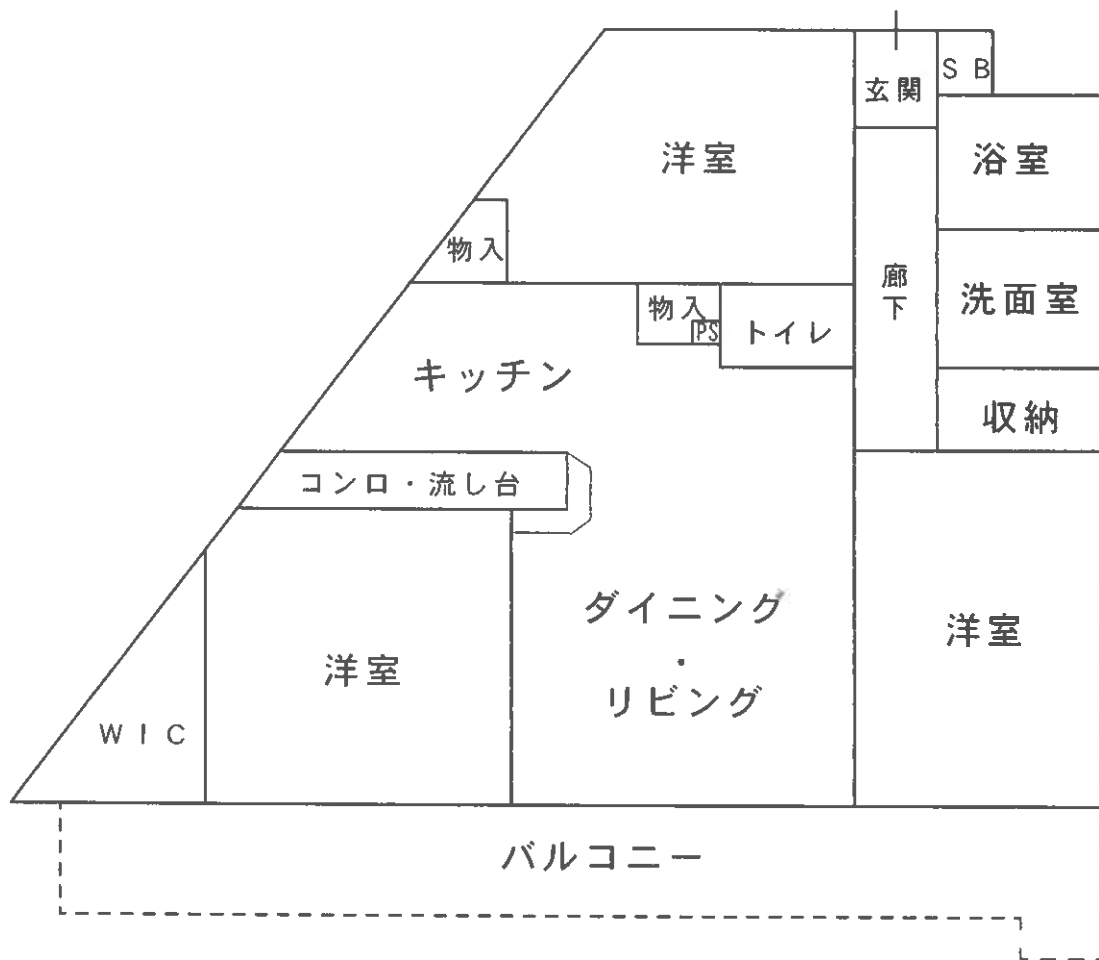 玄関
SB
洋室
浴室
物入
廊下
洗面室
物入
PS
トイレ
キッチン
収納
コンロ・流し台
ダイニング
・
リビング
洋室
洋室
WIC
バルコニー